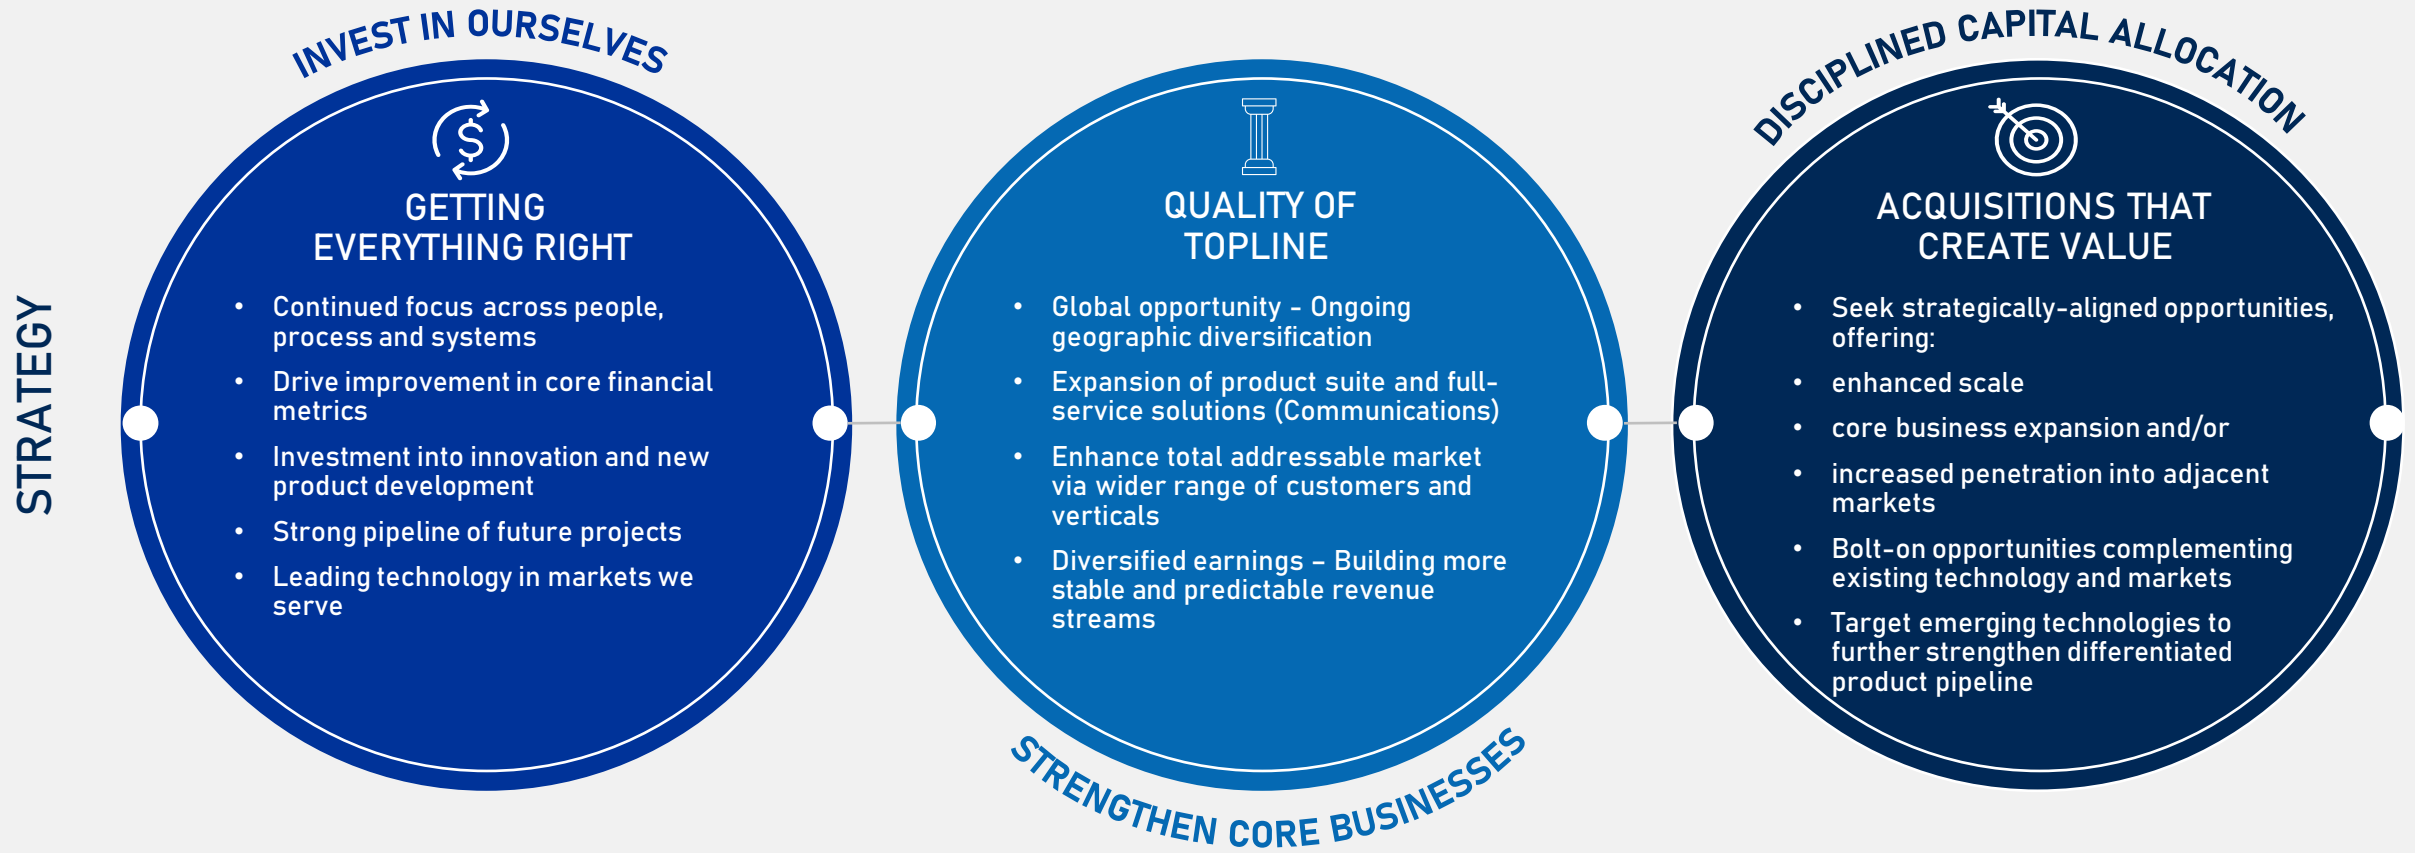 STRATEGY
INVEST IN OURSELVES
GETTING
EVERYTHING RIGHT
• Continued focus across people,
process and systems
• Drive improvement in core financial
metrics
• Investment into innovation and new
product development
• Strong pipeline of future projects
• Leading technology in markets we
serve
QUALITY OF
TOPLINE
• Global opportunity - Ongoing
geographic diversification
• Expansion of product suite and full-
service solutions (Communications)
• Enhance total addressable market
via wider range of customers and
verticals
• Diversified earnings – Building more
stable and predictable revenue
streams
STRENGTHEN CORE BUSINESSES
DISCIPLINED CAPITAL ALLOCATION
ACQUISITIONS THAT
CREATE VALUE
• Seek strategically-aligned opportunities,
offering:
• enhanced scale
• core business expansion and/or
• increased penetration into adjacent
markets
• Bolt-on opportunities complementing
existing technology and markets
• Target emerging technologies to
further strengthen differentiated
product pipeline